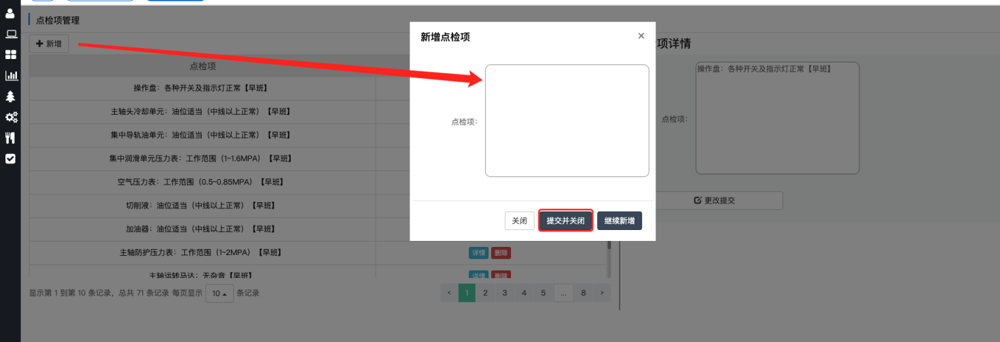 点检项管理
新增
点检项
操作盘：各种开关及指示灯正常【早班】
主轴头冷却单元：油位适当（中线以上正常）【早班】
集中导轨油单元：油位适当（中线以上正常）【早班】
集中润滑单元压力表：工作范围（1~1.6MPA）【早班】
空气压力表：工作范围（0.5~0.85MPA）【早班】
切削液：油位适当（中线以上正常）【早班】
加油器：油位适当（中线以上正常）【早班】
主轴防护压力表：工作范围（1~2MPA）【早班】
详情 删除
主轴运转马达：无杂音【早班】
详情 删除
显示第 1 到第 10 条记录，总共 71 条记录 每页显示 10 条记录
‹ 1 2 3 4 5 ... 8 ›
新增点检项
×
点检项：
关闭 提交并关闭 继续新增
项详情
点检项：
操作盘：各种开关及指示灯正常【早班】
更改提交